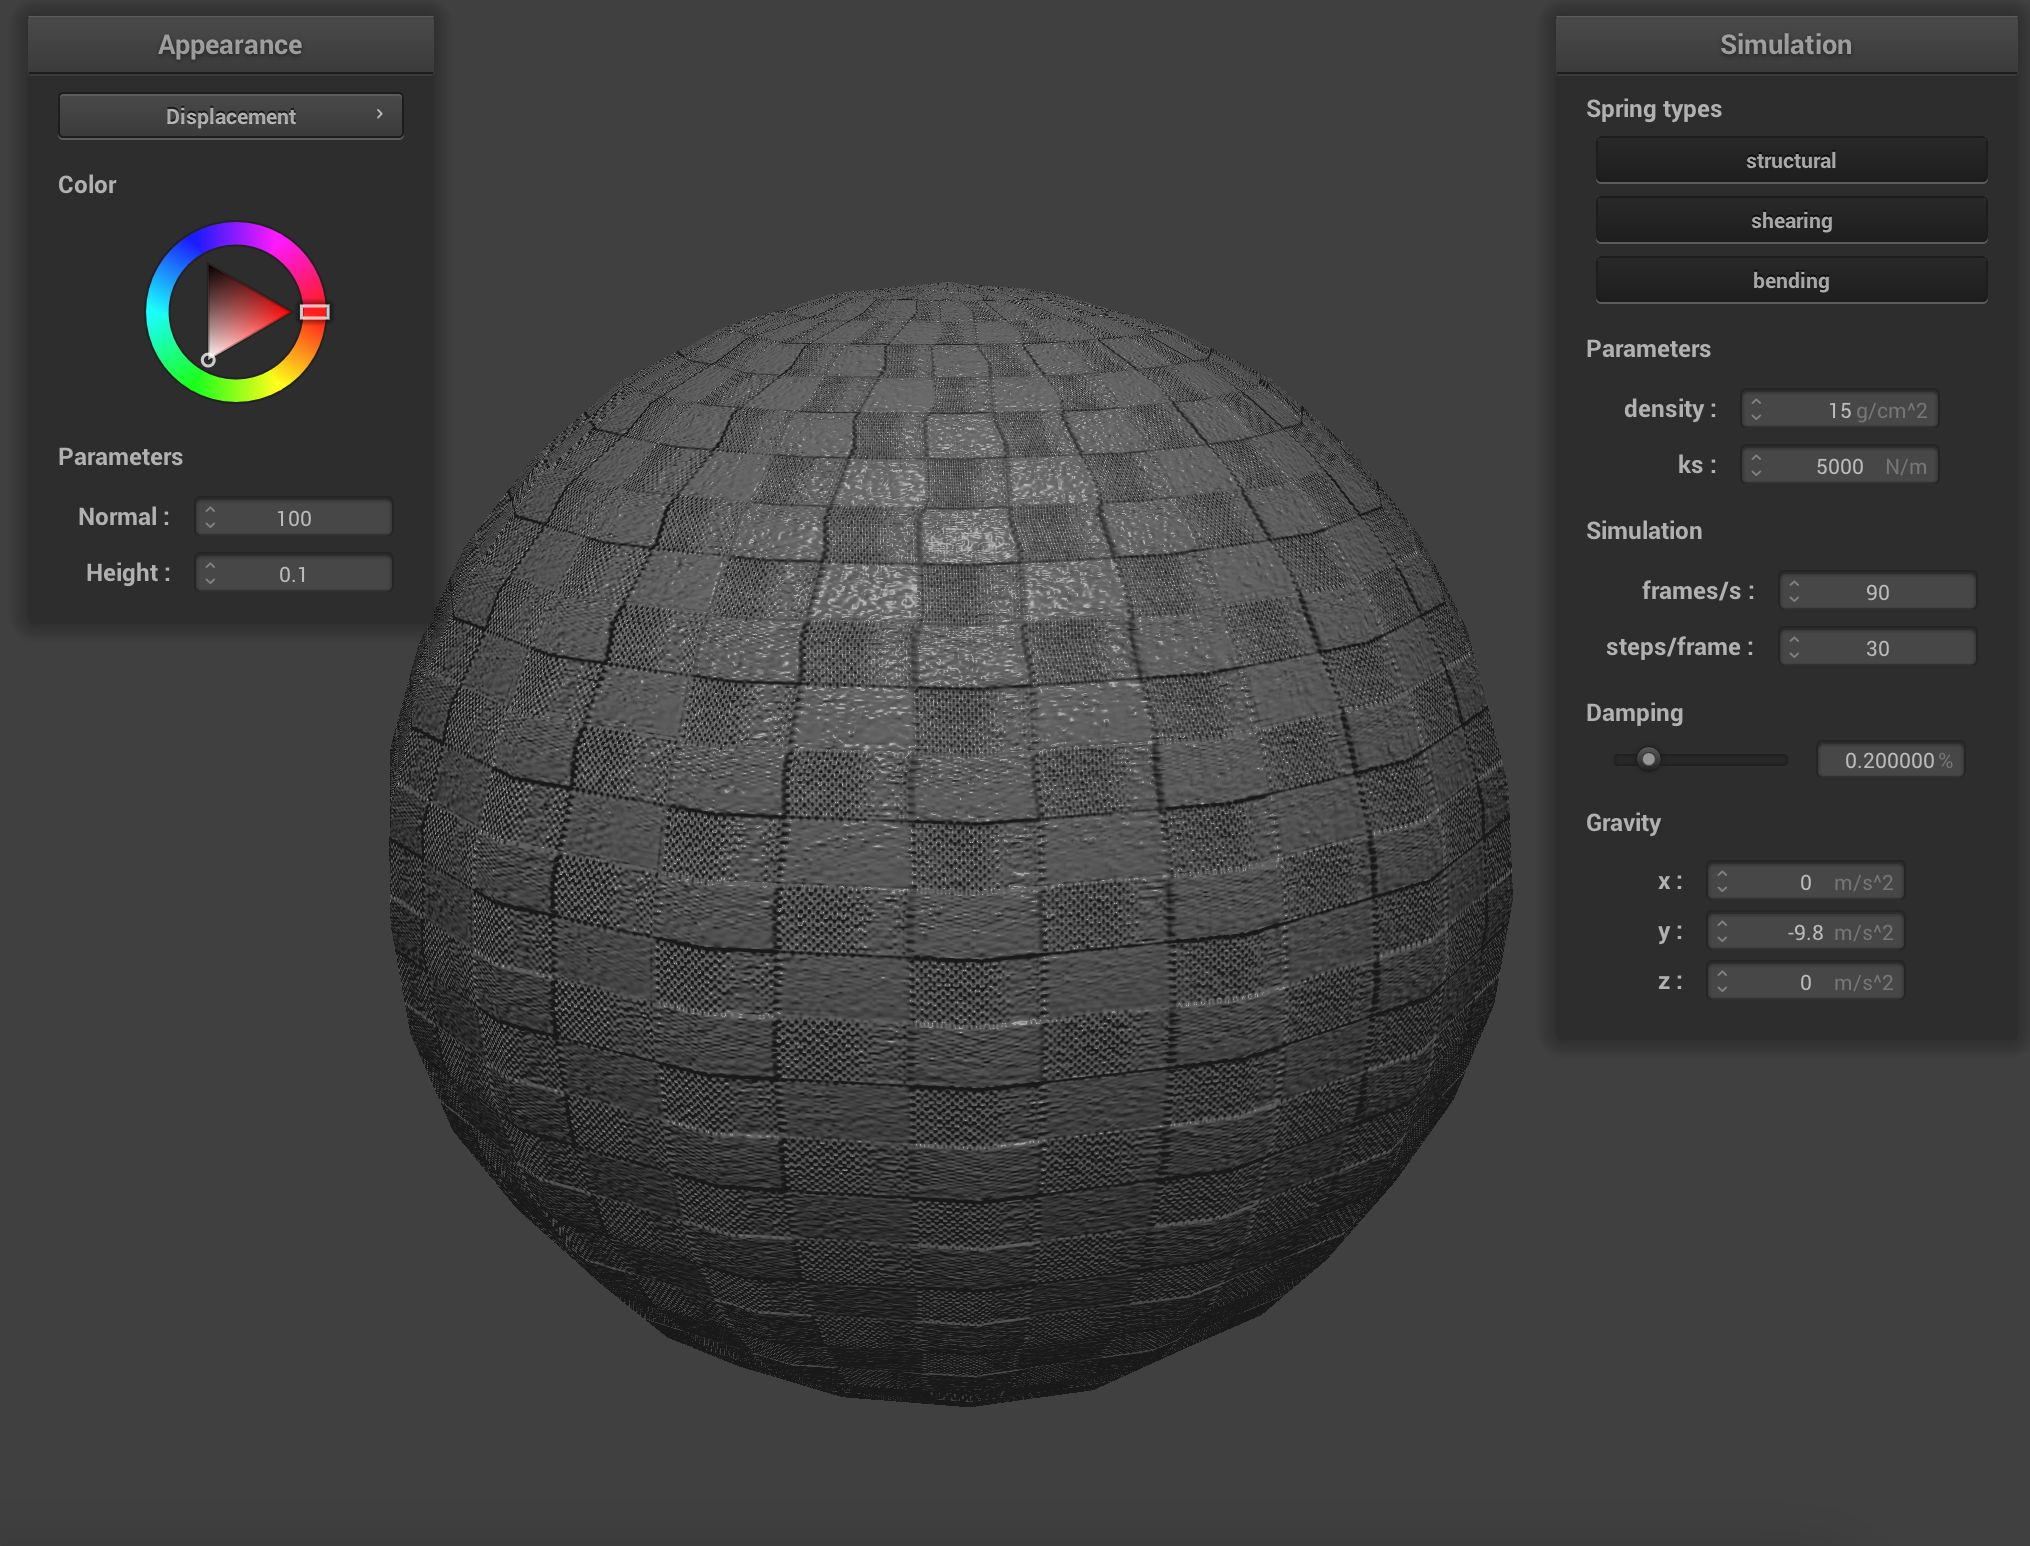 Appearance
Displacement
Color
Parameters
Normal : 100
Height : 0.1
Simulation
Spring types
structural
shearing
bending
Parameters
density : 15 g/cm^2
ks : 5000 N/m
Simulation
frames/s : 90
steps/frame : 30
Damping
0.200000 %
Gravity
x : 0 m/s^2
y : -9.8 m/s^2
z : 0 m/s^2